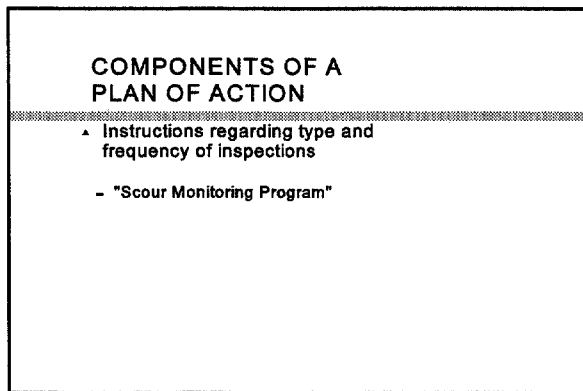 COMPONENTS OF A
PLAN OF ACTION
▲ Instructions regarding type and
frequency of inspections
- "Scour Monitoring Program"